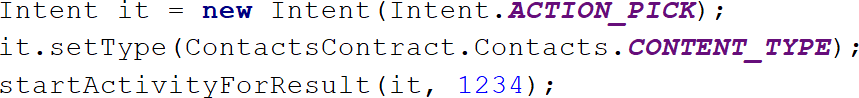 Intent it = new Intent(Intent.ACTION_PICK);
it.setType(ContactsContract.Contacts.CONTENT_TYPE);
startActivityForResult(it, 1234);